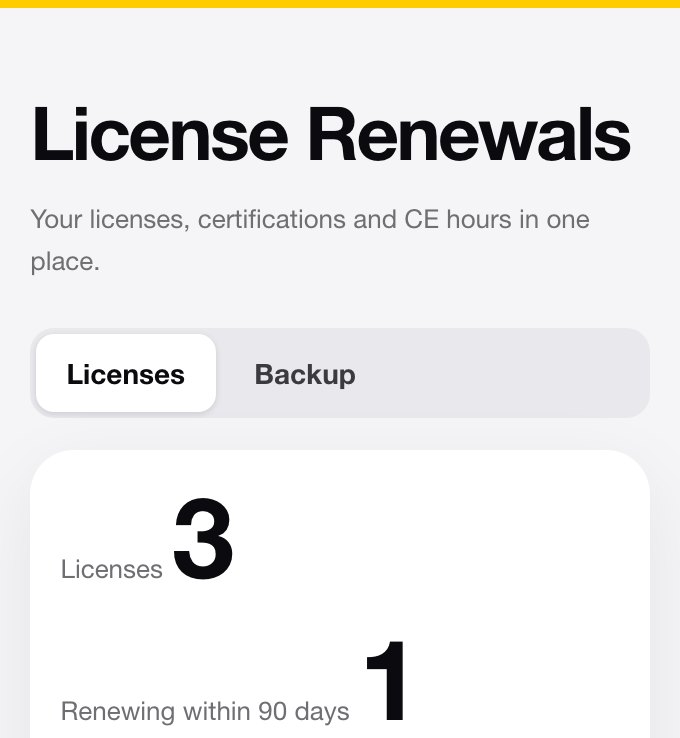 License Renewals
Your licenses, certifications and CE hours in one
place.
Licenses
Backup
Licenses 3
Renewing within 90 days 1